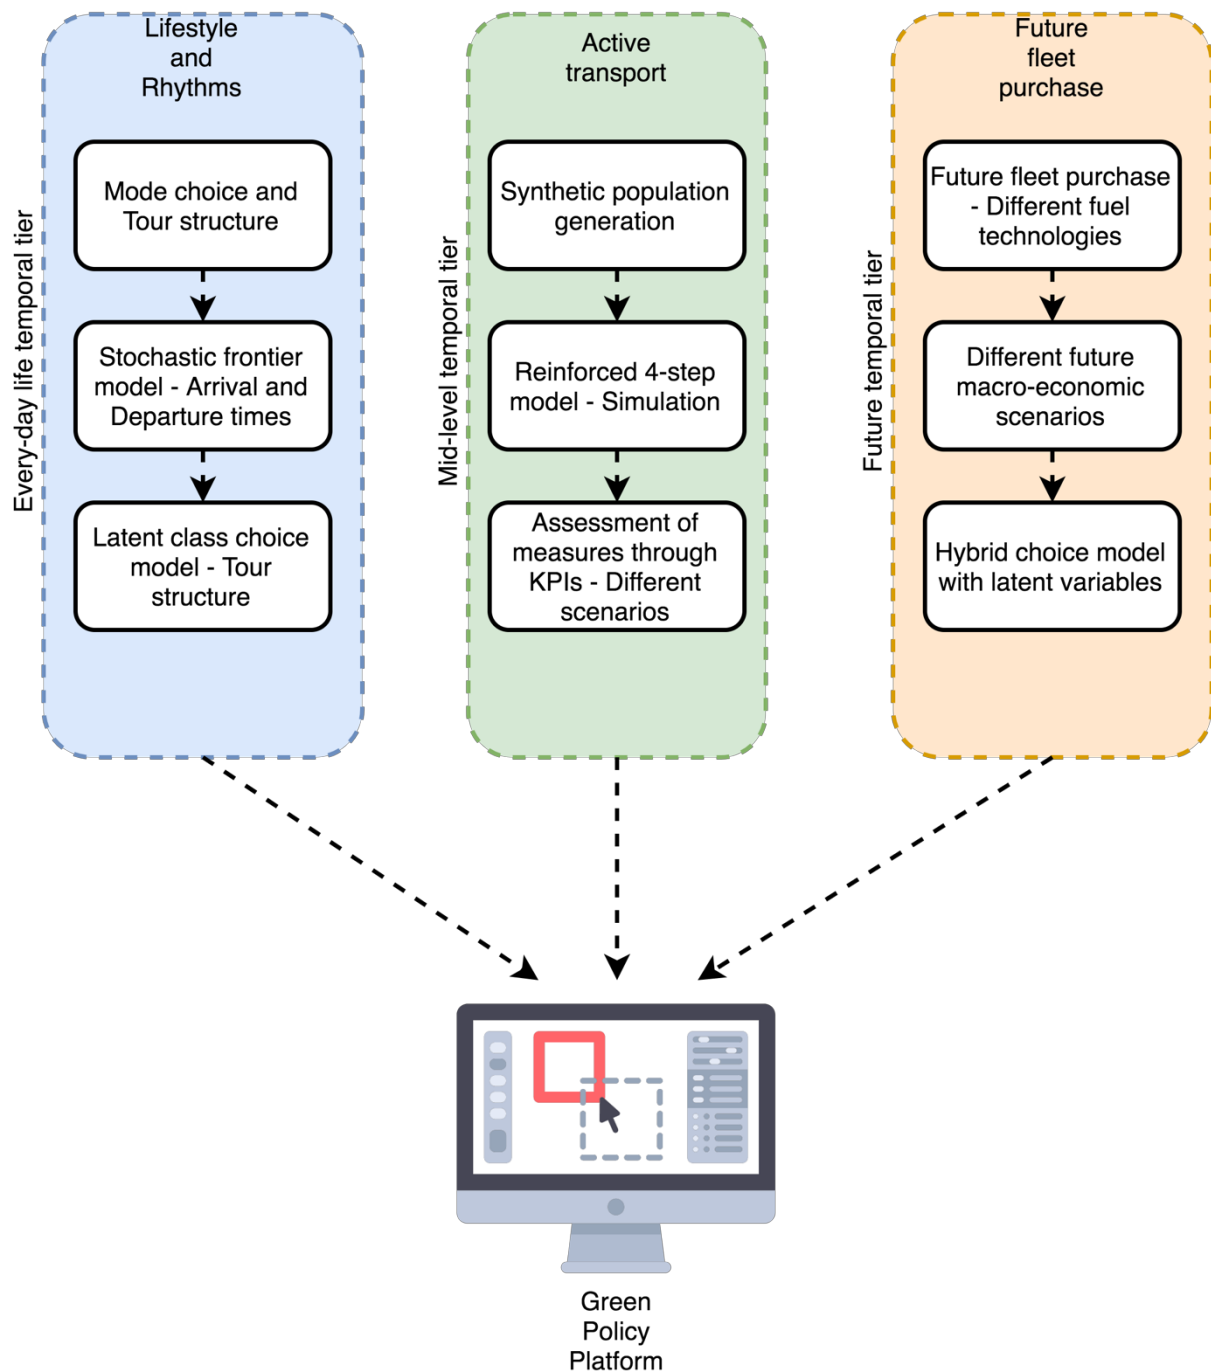 Lifestyle
and
Rhythms
Every-day life temporal tier
Mode choice and
Tour structure
Stochastic frontier
model - Arrival and
Departure times
Latent class choice
model - Tour
structure
Active
transport
Mid-level temporal tier
Synthetic population
generation
Reinforced 4-step
model - Simulation
Assessment of
measures through
KPIs - Different
scenarios
Future
fleet
purchase
Future temporal tier
Future fleet purchase
- Different fuel
technologies
Different future
macro-economic
scenarios
Hybrid choice model
with latent variables
Green
Policy
Platform